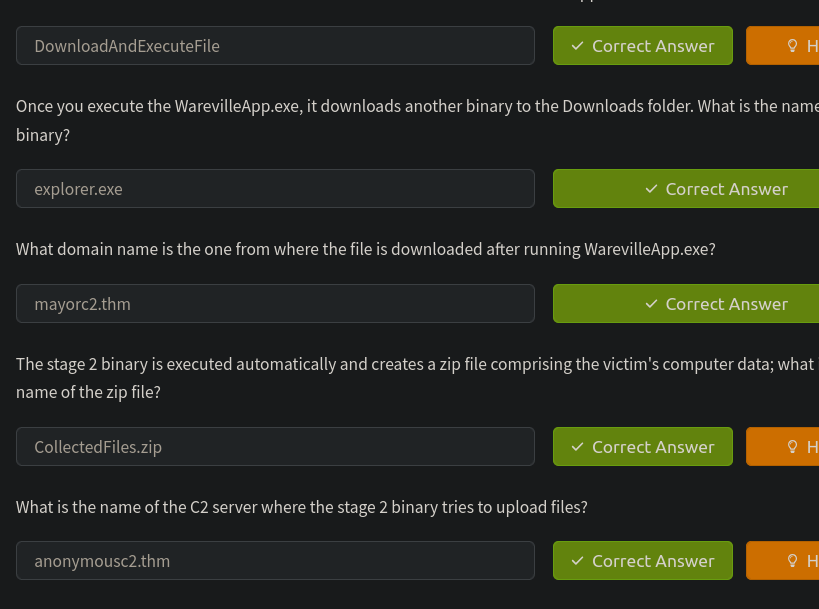 DownloadAndExecuteFile
✓ Correct Answer
H
Once you execute the WarevilleApp.exe, it downloads another binary to the Downloads folder. What is the name
binary?
explorer.exe
✓ Correct Answer
What domain name is the one from where the file is downloaded after running WarevilleApp.exe?
mayorc2.thm
✓ Correct Answer
The stage 2 binary is executed automatically and creates a zip file comprising the victim's computer data; what
name of the zip file?
CollectedFiles.zip
✓ Correct Answer
H
What is the name of the C2 server where the stage 2 binary tries to upload files?
anonymousc2.thm
✓ Correct Answer
H